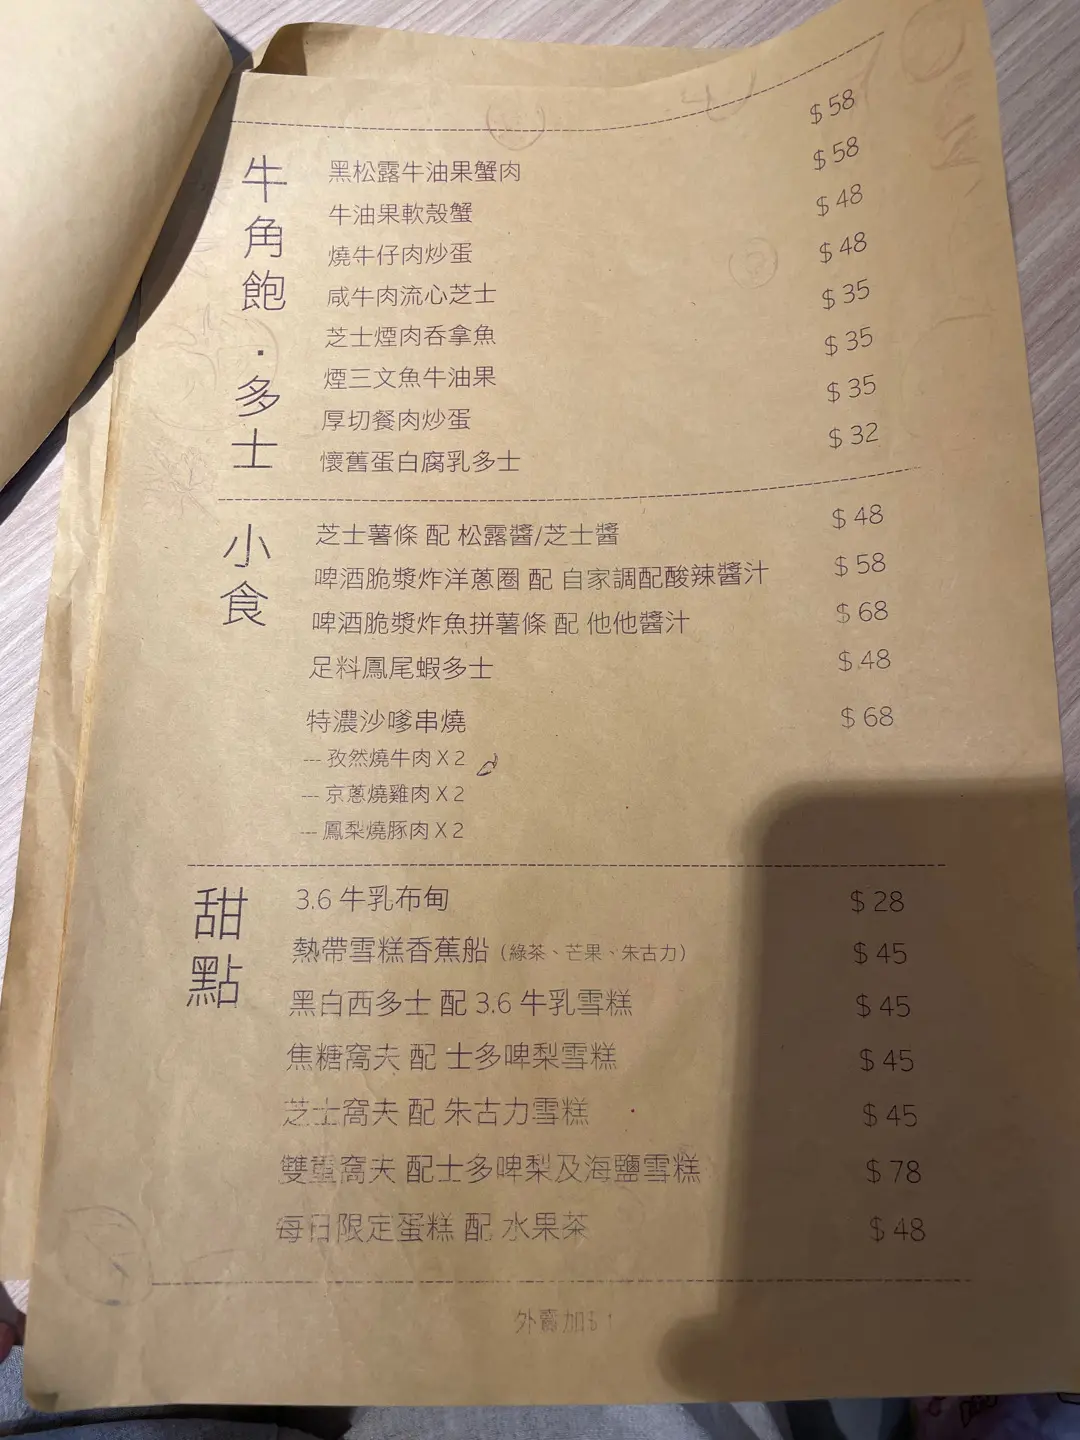 牛角飽・多士
黑松露牛油果蟹肉 $58
牛油果軟殼蟹 $58
燒牛仔肉炒蛋 $48
咸牛肉流心芝士 $48
芝士煙肉吞拿魚 $35
煙三文魚牛油果 $35
厚切餐肉炒蛋 $35
懷舊蛋白腐乳多士 $32
小食
芝士薯條 配 松露醬/芝士醬 $48
啤酒脆漿炸洋蔥圈 配 自家調配酸辣醬汁 $58
啤酒脆漿炸魚拼薯條 配 他他醬汁 $68
足料鳳尾蝦多士 $48
特濃沙嗲串燒 $68
--- 孜然燒牛肉 X 2
--- 京蔥燒雞肉 X 2
--- 鳳梨燒豚肉 X 2
甜點
3.6 牛乳布甸 $28
熱帶雪糕香蕉船（綠茶、芒果、朱古力） $45
黑白西多士 配 3.6 牛乳雪糕 $45
焦糖窩夫 配 士多啤梨雪糕 $45
芝士窩夫 配 朱古力雪糕 $45
雙重窩夫 配士多啤梨及海鹽雪糕 $78
每日限定蛋糕 配 水果茶 $48
外賣加